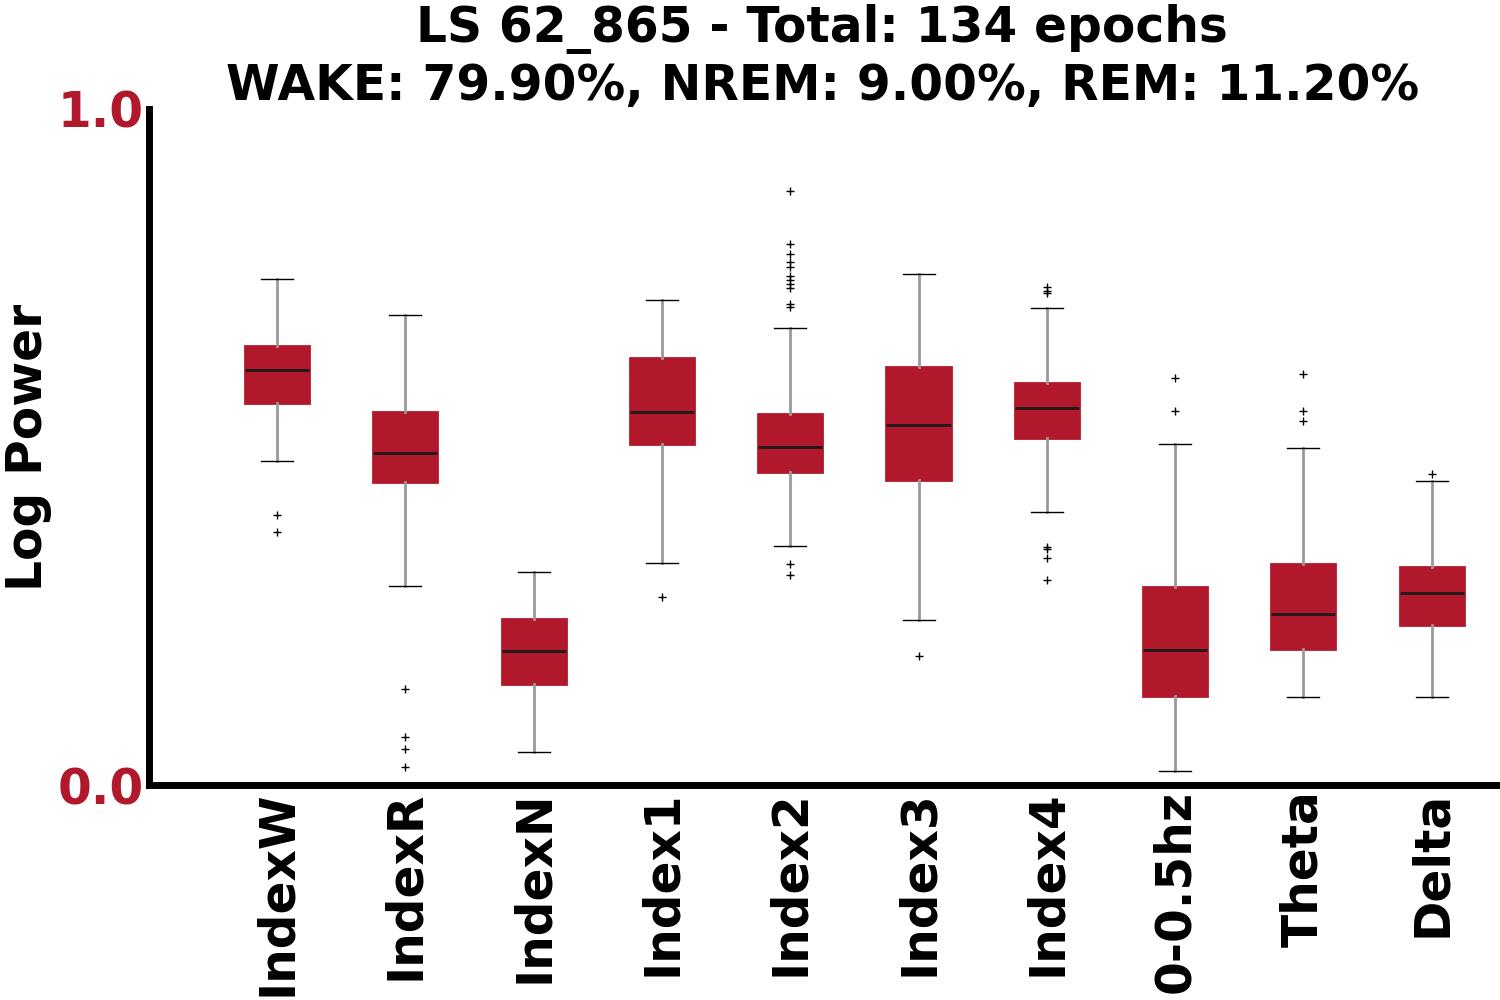 LS 62_865 - Total: 134 epochs
WAKE: 79.90%, NREM: 9.00%, REM: 11.20%
1.0
Log Power
0.0
IndexW
IndexR
IndexN
Index1
Index2
Index3
Index4
0-0.5hz
Theta
Delta